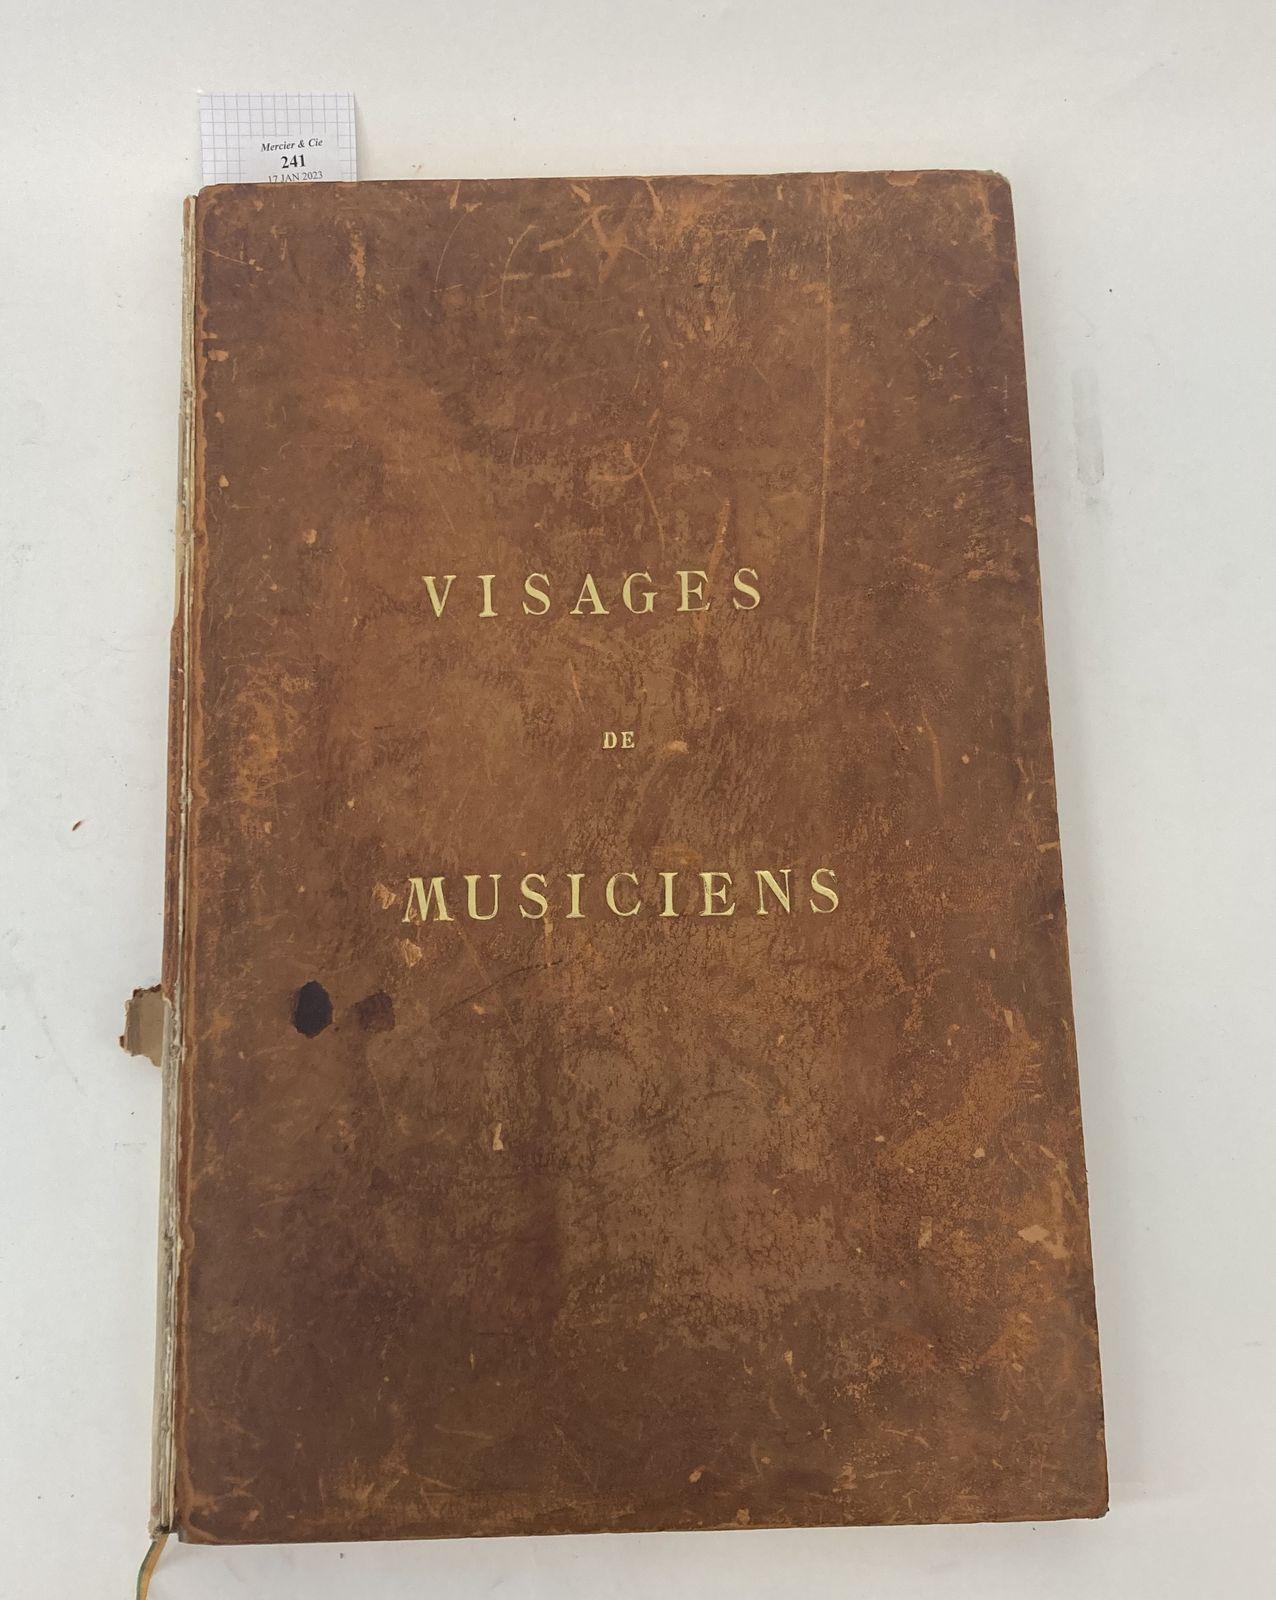 Mercier & Cie
241
17 JAN 2023
VISAGES
DE
MUSICIENS